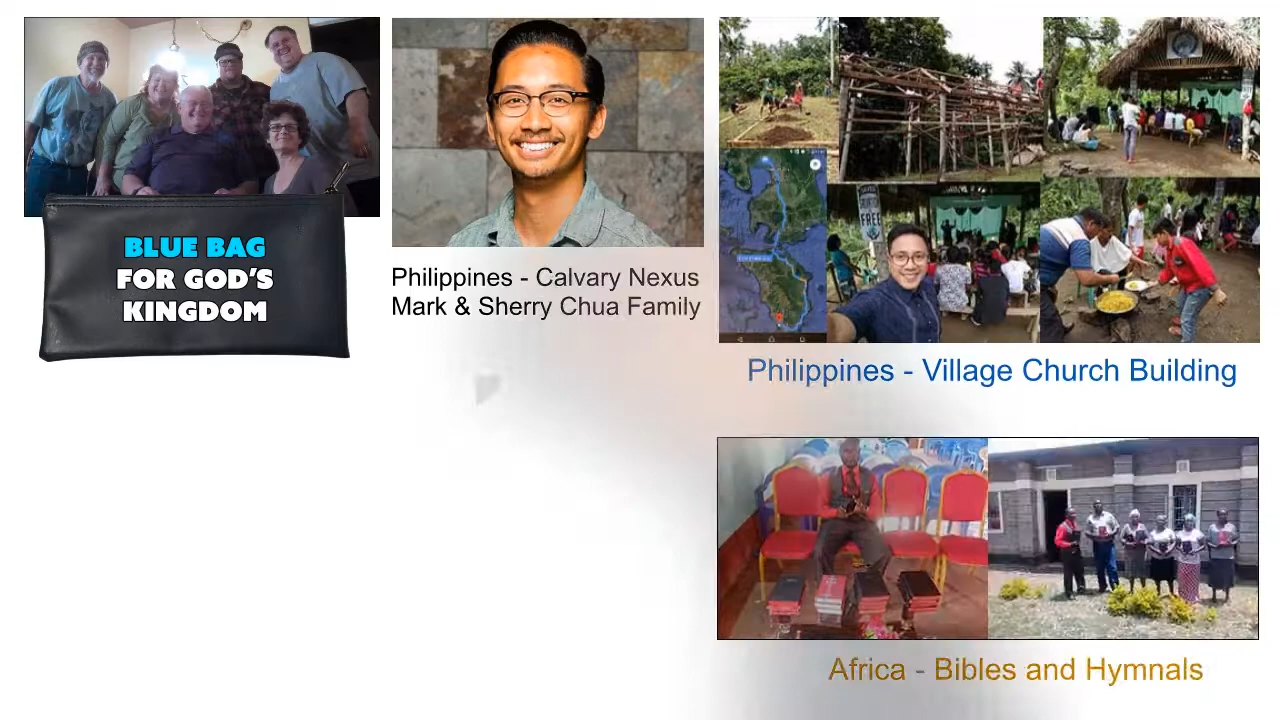 BLUE BAG
FOR GOD'S
KINGDOM
Philippines - Calvary Nexus
Mark & Sherry Chua Family
FREE
Philippines - Village Church Building
Africa - Bibles and Hymnals